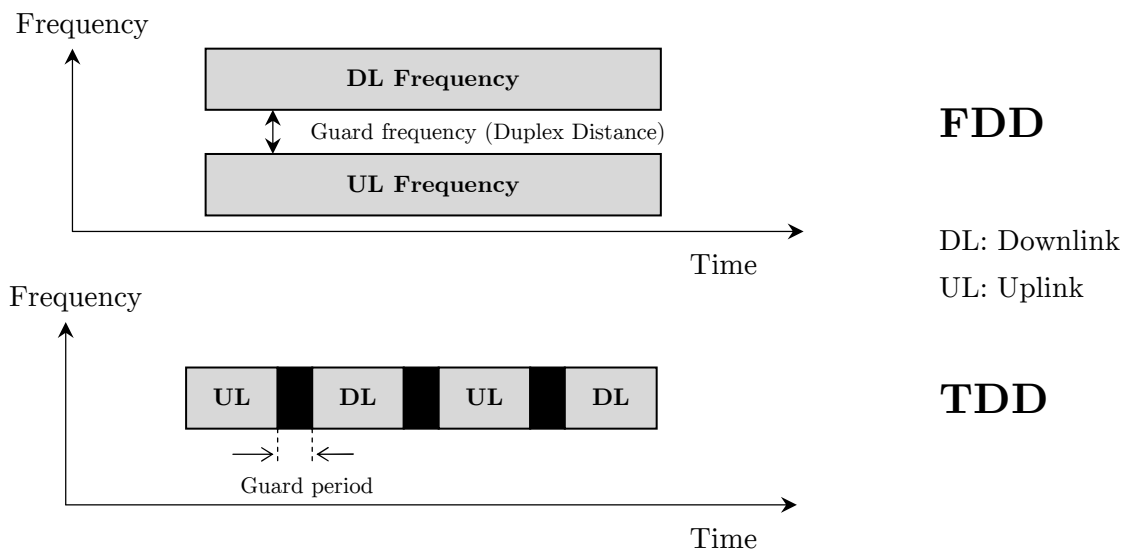 Frequency
DL Frequency
Guard frequency (Duplex Distance)
UL Frequency
Time
FDD
DL: Downlink
UL: Uplink
Frequency
UL
DL
UL
DL
Guard period
Time
TDD